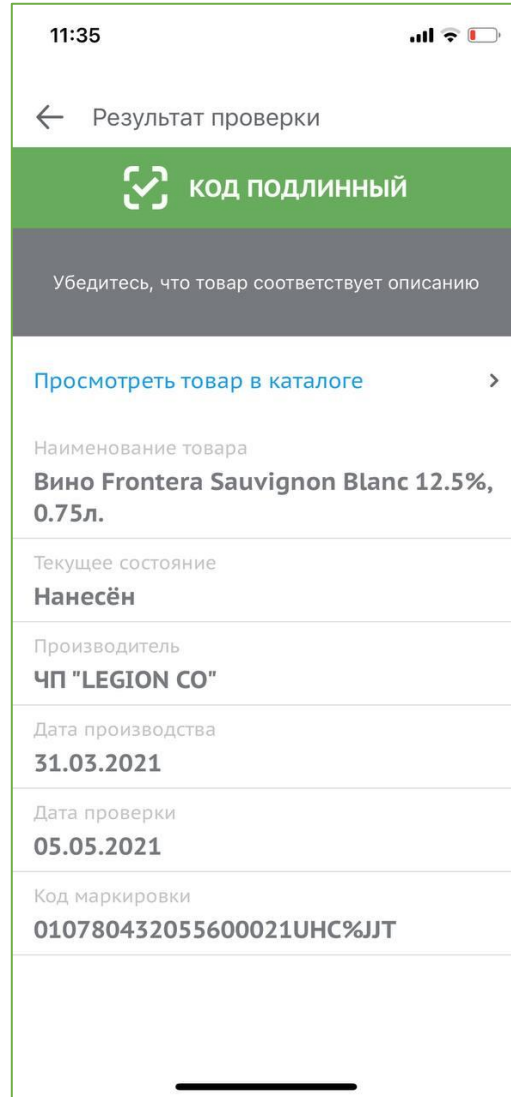 11:35
Результат проверки
КОД ПОДЛИННЫЙ
Убедитесь, что товар соответствует описанию
Просмотреть товар в каталоге
Наименование товара
Вино Frontera Sauvignon Blanc 12.5%,
0.75л.
Текущее состояние
Нанесён
Производитель
ЧП "LEGION CO"
Дата производства
31.03.2021
Дата проверки
05.05.2021
Код маркировки
010780432055600021UHC%JJT